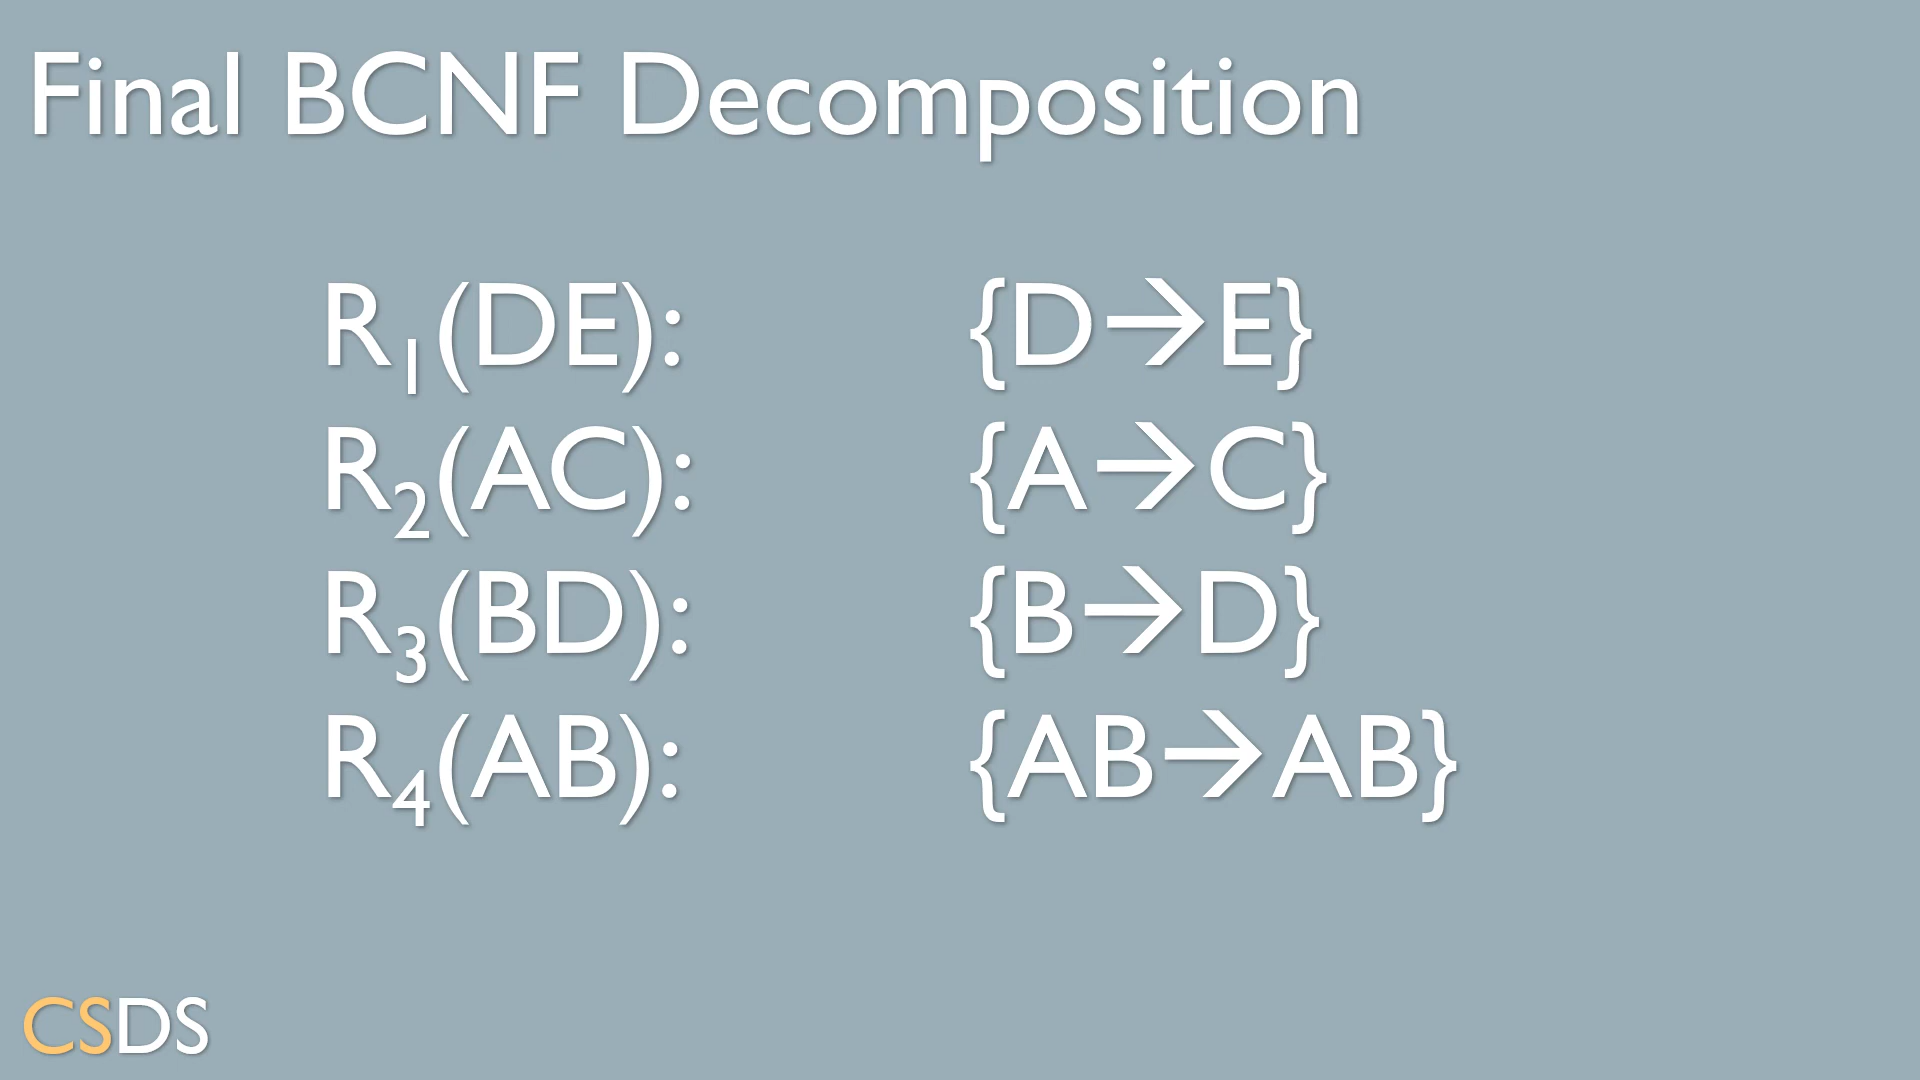 Final BCNF Decomposition
R₁(DE): {D→E}
R₂(AC): {A→C}
R₃(BD): {B→D}
R₄(AB): {AB→AB}
CSDS